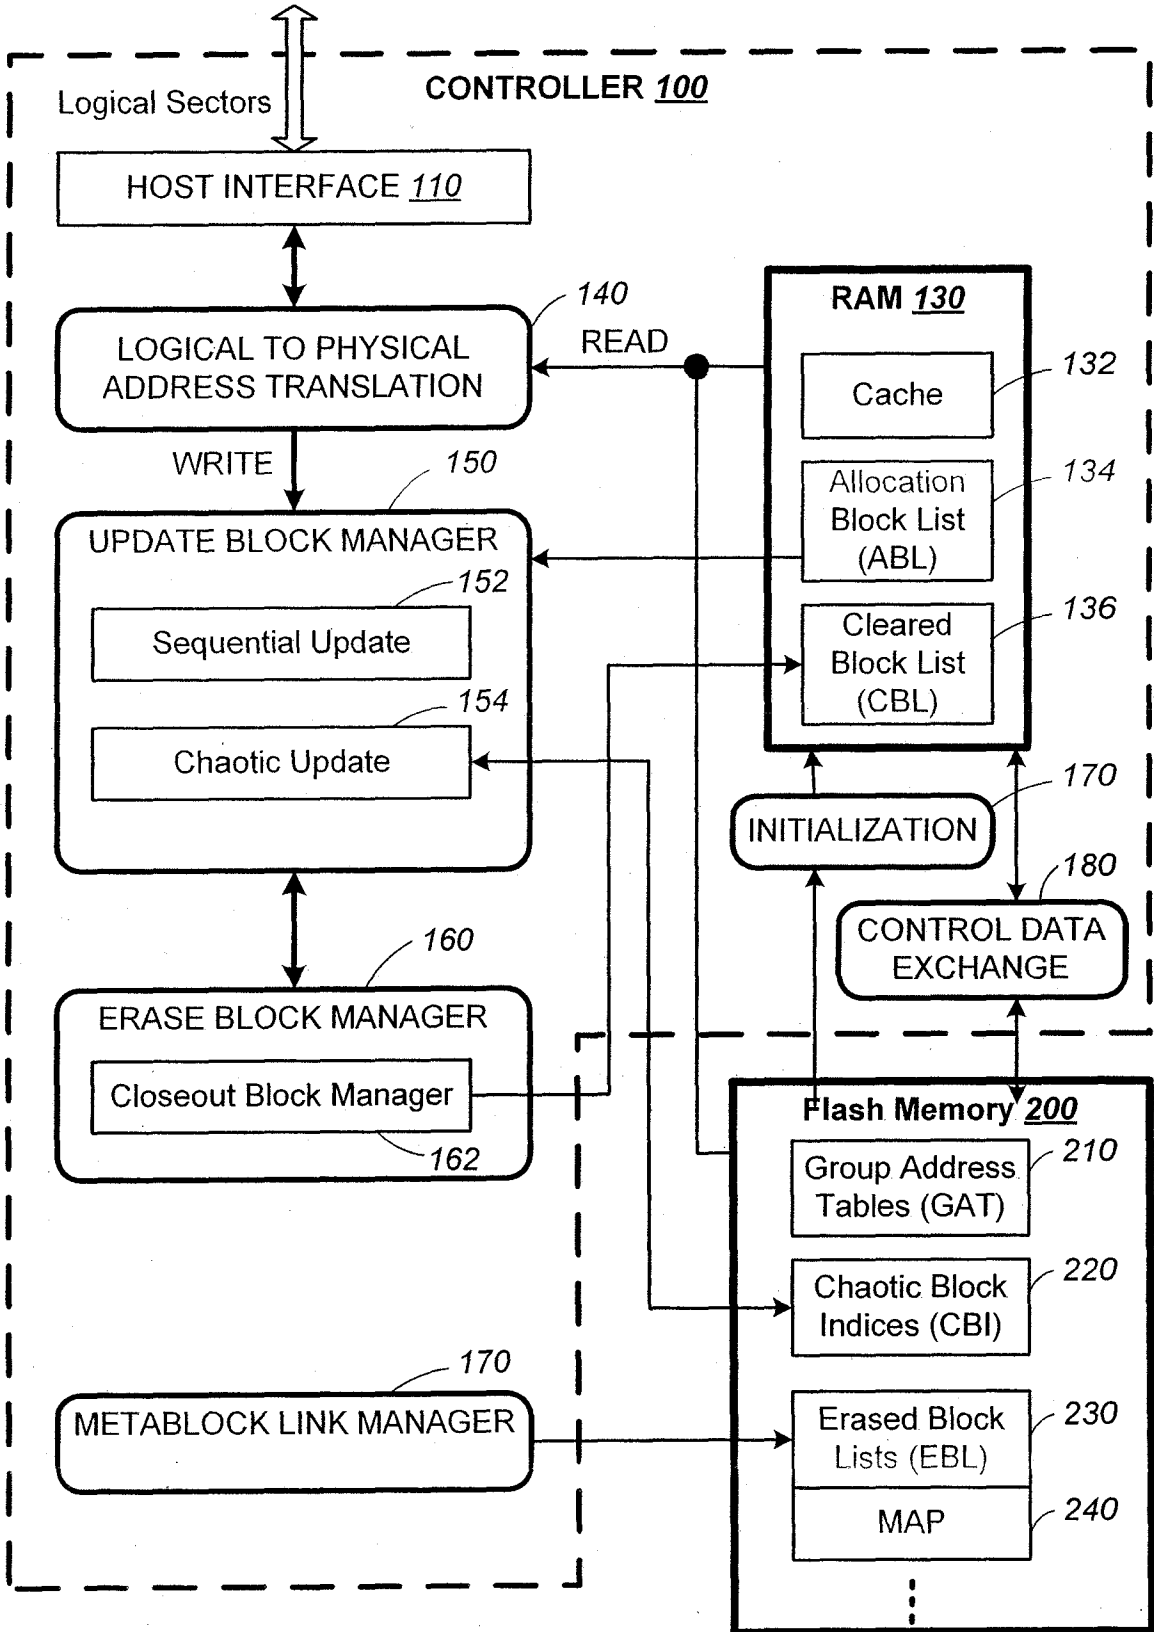 CONTROLLER 100
Logical Sectors
HOST INTERFACE 110
140
LOGICAL TO PHYSICAL
ADDRESS TRANSLATION
READ
WRITE
150
UPDATE BLOCK MANAGER
152
Sequential Update
154
Chaotic Update
160
ERASE BLOCK MANAGER
Closeout Block Manager
162
170
METABLOCK LINK MANAGER
RAM 130
132
Cache
134
Allocation
Block List
(ABL)
136
Cleared
Block List
(CBL)
170
INITIALIZATION
180
CONTROL DATA
EXCHANGE
Flash Memory 200
210
Group Address
Tables (GAT)
220
Chaotic Block
Indices (CBI)
230
Erased Block
Lists (EBL)
240
MAP